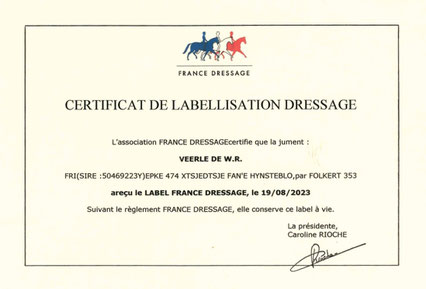 FRANCE DRESSAGE
CERTIFICAT DE LABELLISATION DRESSAGE
L'association FRANCE DRESSAGEcertifie que la jument :
VEERLE DE W.R.
FRI(SIRE :50469223Y)EPKE 474 XTSJEDTSJE FAN'E HYNSTEBLO,par FOLKERT 353
areçu le LABEL FRANCE DRESSAGE, le 19/08/2023
Suivant le règlement FRANCE DRESSAGE, elle conserve ce label à vie.
La présidente,
Caroline RIOCHE